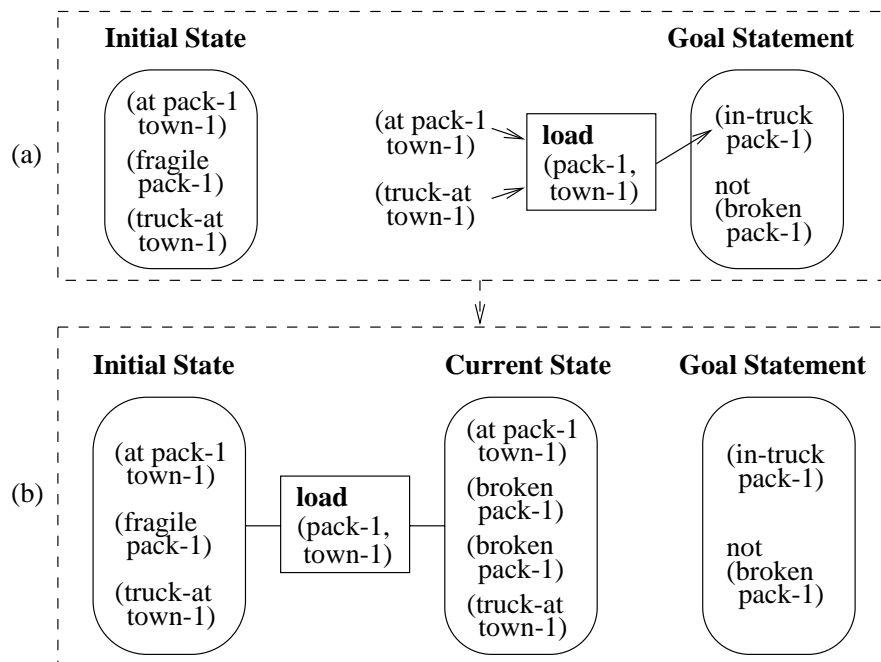 Initial State
Goal Statement
(a)
(at pack-1
town-1)
(fragile
pack-1)
(truck-at
town-1)
(at pack-1
town-1)
(truck-at
town-1)
load
(pack-1,
town-1)
(in-truck
pack-1)
not
(broken
pack-1)
Initial State
Current State
Goal Statement
(b)
(at pack-1
town-1)
(fragile
pack-1)
(truck-at
town-1)
load
(pack-1,
town-1)
(at pack-1
town-1)
(broken
pack-1)
(broken
pack-1)
(truck-at
town-1)
(in-truck
pack-1)
not
(broken
pack-1)